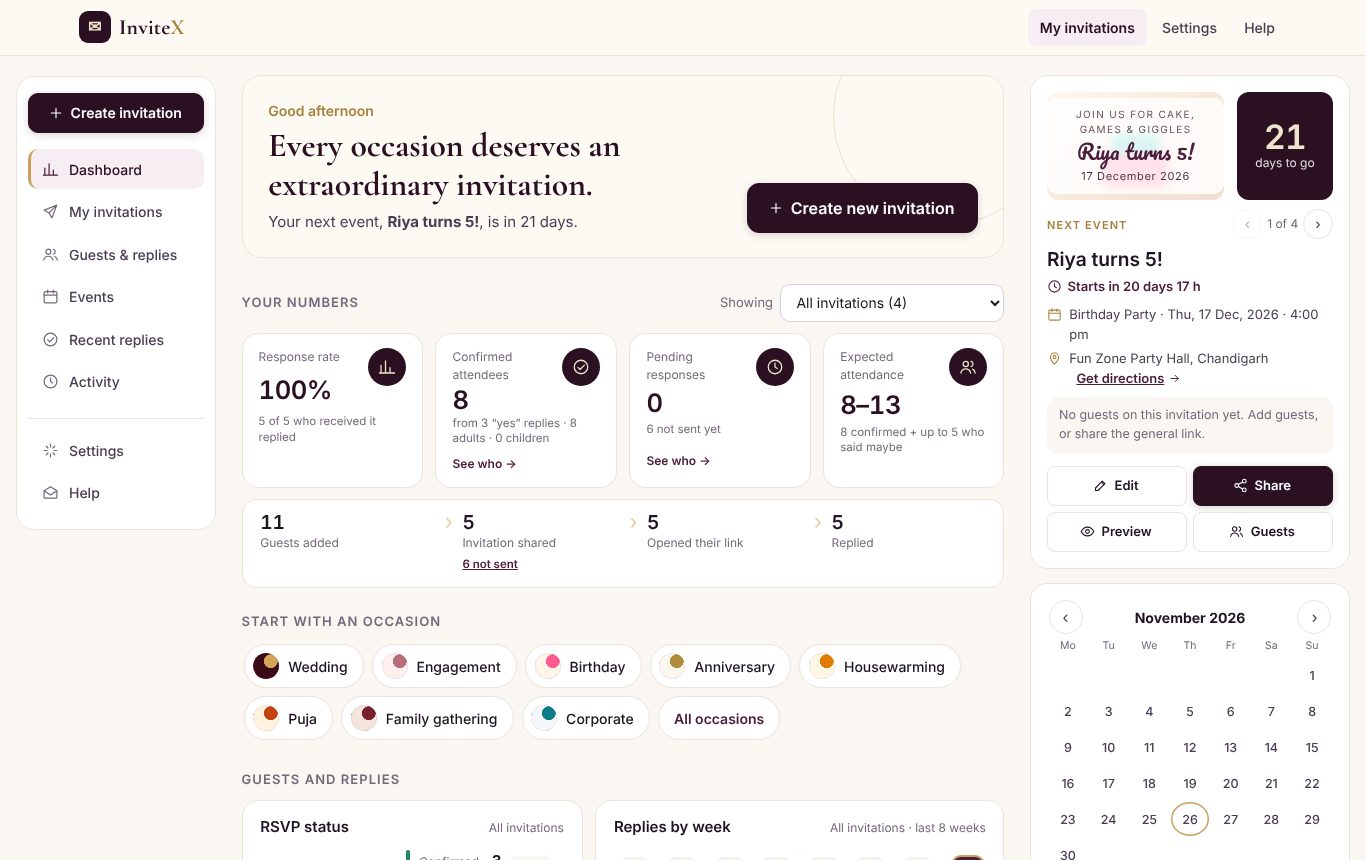 InviteX
My invitations
Settings
Help
Create invitation
Dashboard
My invitations
Guests & replies
Events
Recent replies
Activity
Settings
Help
Good afternoon
Every occasion deserves an
extraordinary invitation.
Your next event, Riya turns 5!, is in 21 days.
+ Create new invitation
YOUR NUMBERS
Showing
All invitations (4)
Response rate
100%
5 of 5 who received it
replied
Confirmed
attendees
8
from 3 “yes” replies · 8
adults · 0 children
See who →
Pending
responses
0
6 not sent yet
See who →
Expected
attendance
8–13
8 confirmed + up to 5 who
said maybe
11
Guests added
5
Invitation shared
6 not sent
5
Opened their link
5
Replied
START WITH AN OCCASION
Wedding
Engagement
Birthday
Anniversary
Housewarming
Puja
Family gathering
Corporate
All occasions
GUESTS AND REPLIES
RSVP status
All invitations
Replies by week
All invitations · last 8 weeks
JOIN US FOR CAKE,
GAMES & GIGGLES
Riya turns 5!
17 December 2026
21
days to go
NEXT EVENT
1 of 4
Riya turns 5!
Starts in 20 days 17 h
Birthday Party · Thu, 17 Dec, 2026 · 4:00
pm
Fun Zone Party Hall, Chandigarh
Get directions →
No guests on this invitation yet. Add guests,
or share the general link.
Edit
Share
Preview
Guests
November 2026
Mo Tu We Th Fr Sa Su
1
2 3 4 5 6 7 8
9 10 11 12 13 14 15
16 17 18 19 20 21 22
23 24 25 26 27 28 29
30